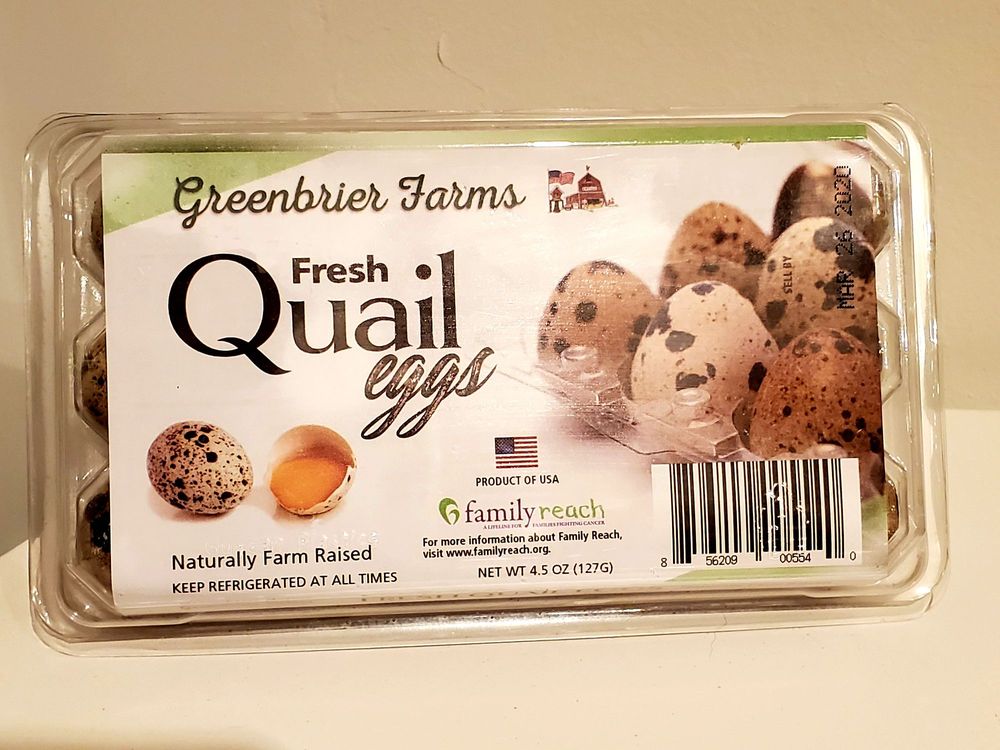 Greenbrier Farms
Fresh
Quail
eggs
SELL BY
MAR 26 2020
PRODUCT OF USA
familyreach
A LIFELINE FOR FAMILIES FIGHTING CANCER
For more information about Family Reach,
visit www.familyreach.org.
Naturally Farm Raised
KEEP REFRIGERATED AT ALL TIMES
NET WT 4.5 OZ (127G)
8 56209 00554 0